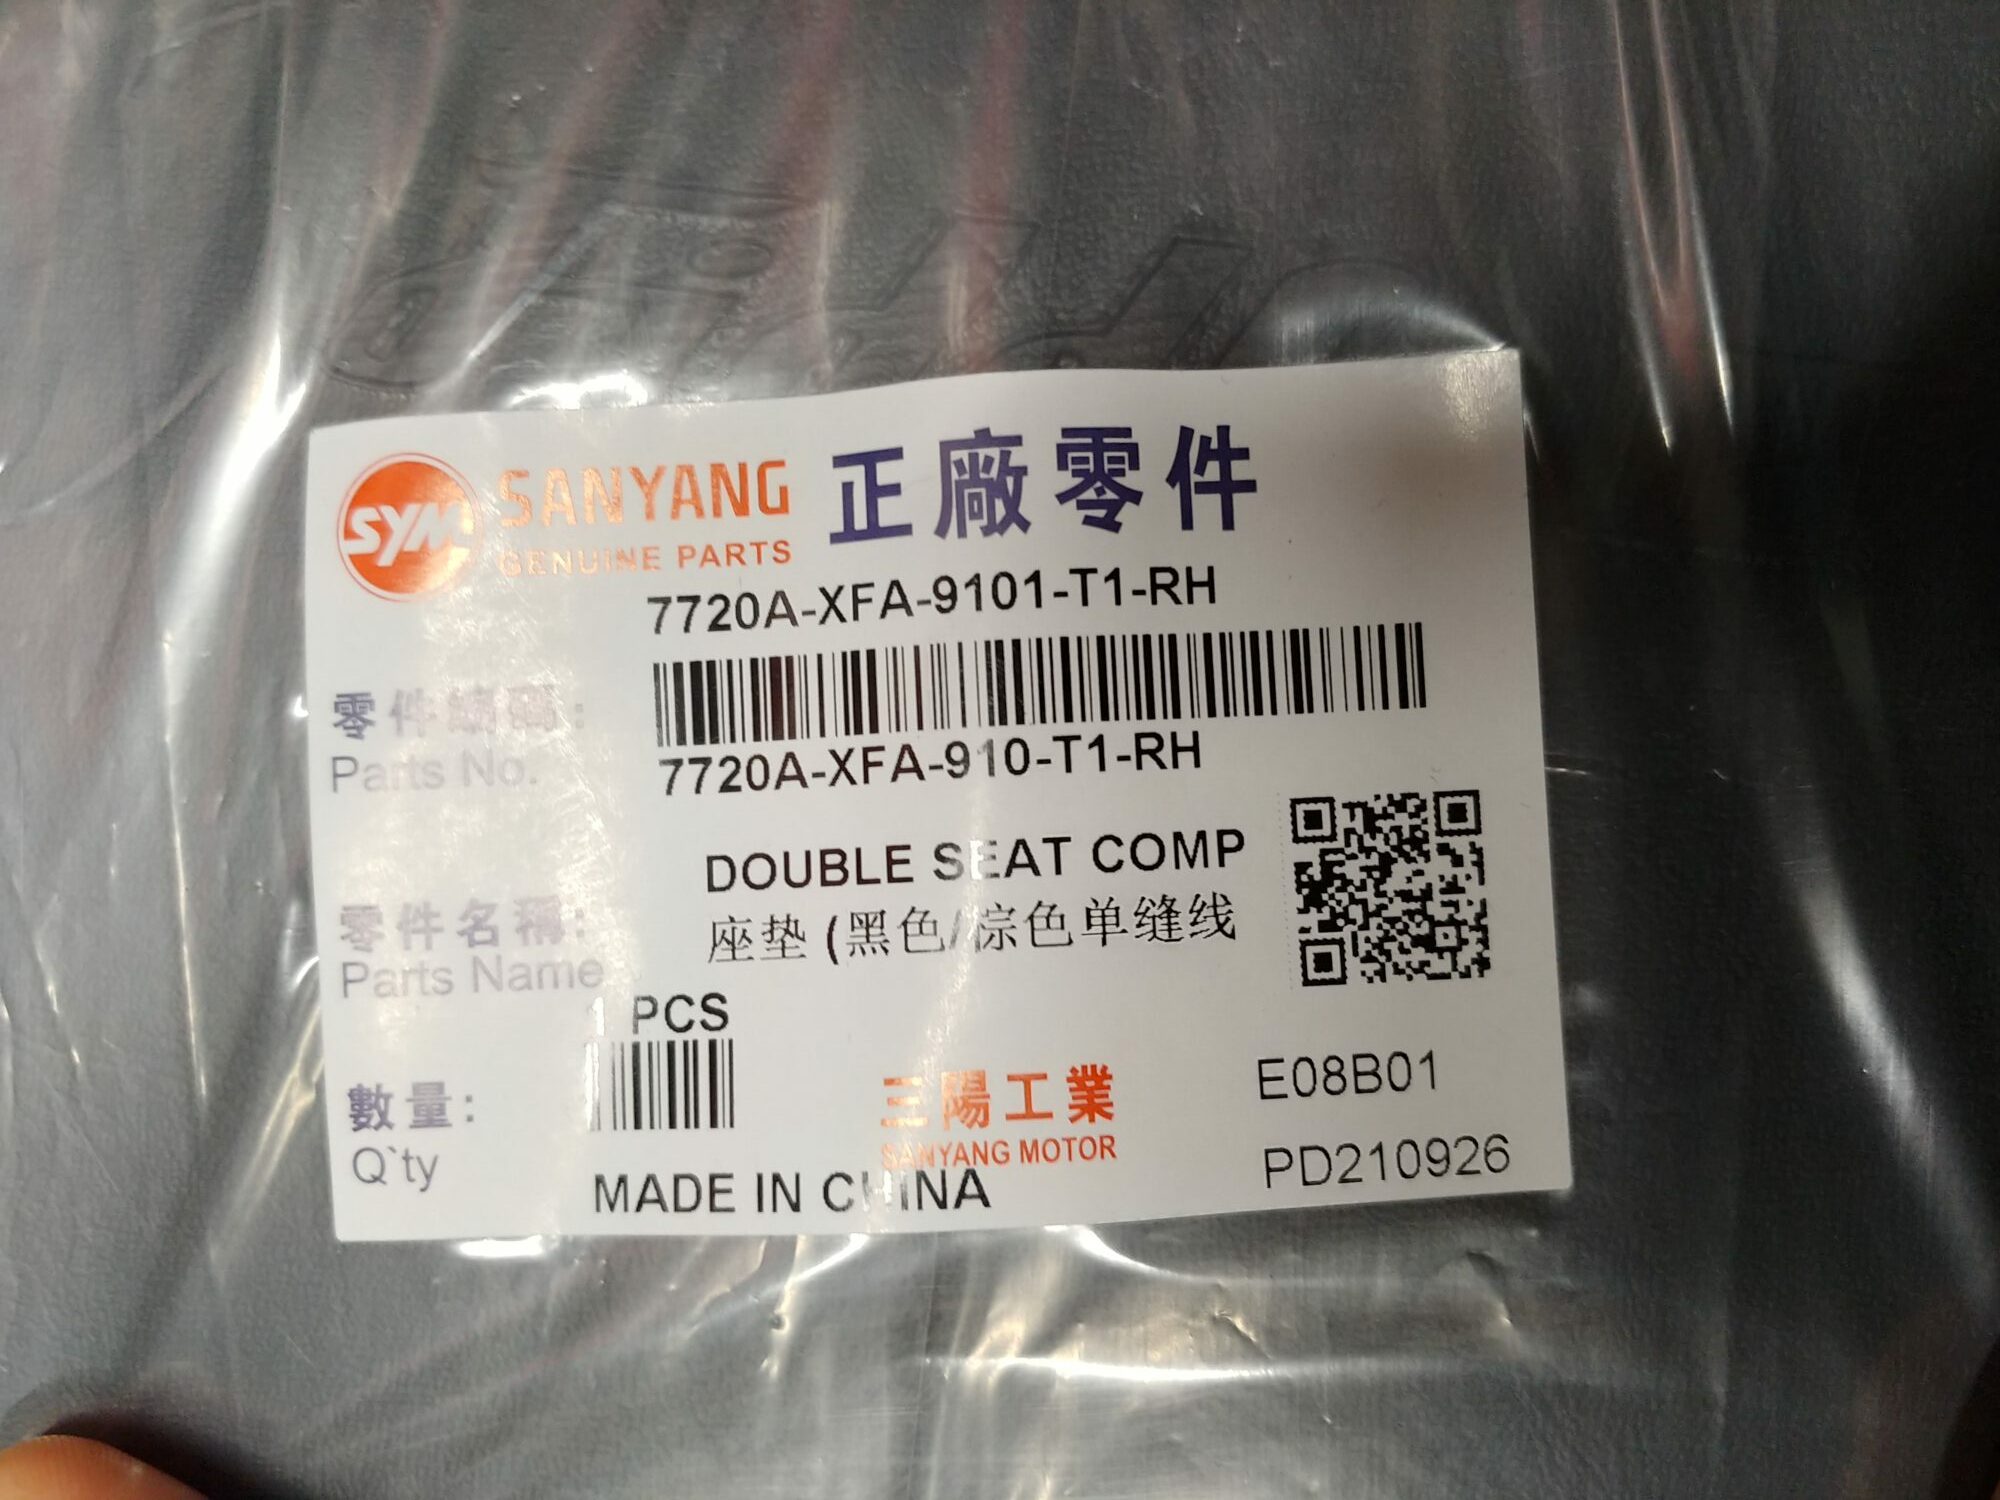 SYM SANYANG 正廠零件
GENUINE PARTS
7720A-XFA-9101-T1-RH
零件編碼:
Parts No.
7720A-XFA-910-T1-RH
DOUBLE SEAT COMP
零件名稱:
座垫 (黑色/棕色单缝线
Parts Name
1 PCS
數量:
Q`ty
三陽工業
SANYANG MOTOR
E08B01
MADE IN CHINA
PD210926